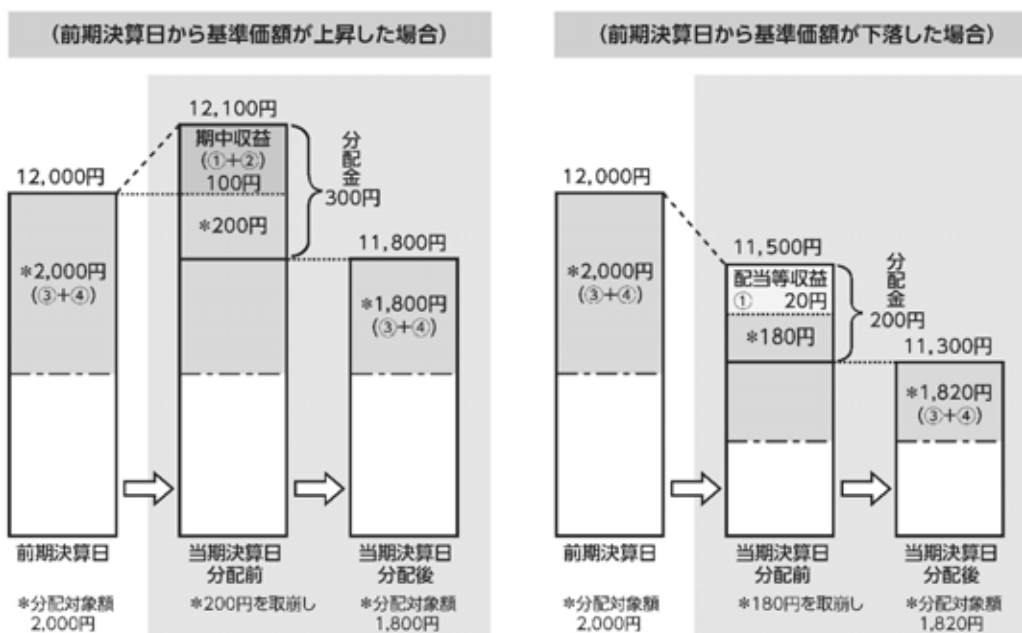 (前期決算日から基準価額が上昇した場合)
12,100円
期中収益
(①+②)
100円
*200円
分配金
300円
12,000円
*2,000円
(③+④)
11,800円
*1,800円
(③+④)
前期決算日
当期決算日
分配前
当期決算日
分配後
*分配対象額
2,000円
*200円を取崩し
*分配対象額
1,800円
(前期決算日から基準価額が下落した場合)
12,000円
*2,000円
(③+④)
11,500円
配当等収益
① 20円
*180円
分配金
200円
11,300円
*1,820円
(③+④)
前期決算日
当期決算日
分配前
当期決算日
分配後
*分配対象額
2,000円
*180円を取崩し
*分配対象額
1,820円